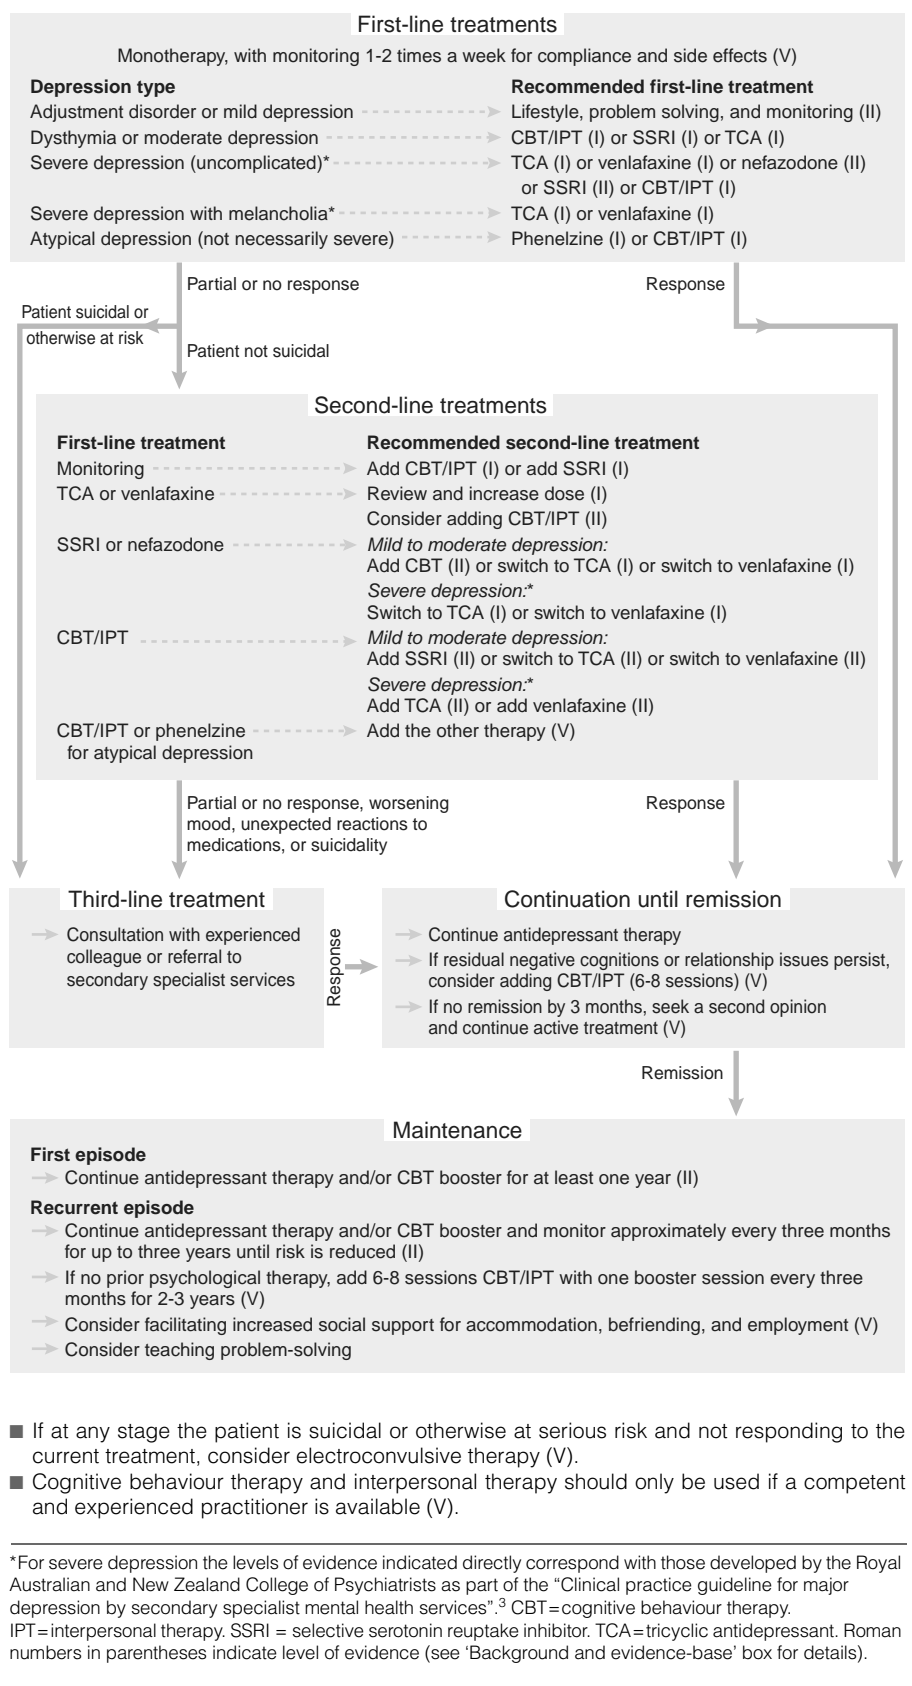 First-line treatments
Monotherapy, with monitoring 1-2 times a week for compliance and side effects (V)
Depression type
Recommended first-line treatment
Adjustment disorder or mild depression
Lifestyle, problem solving, and monitoring (II)
Dysthymia or moderate depression
CBT/IPT (I) or SSRI (I) or TCA (I)
Severe depression (uncomplicated)*
TCA (I) or venlafaxine (I) or nefazodone (II)
or SSRI (II) or CBT/IPT (I)
Severe depression with melancholia*
TCA (I) or venlafaxine (I)
Atypical depression (not necessarily severe)
Phenelzine (I) or CBT/IPT (I)
Partial or no response
Response
Patient suicidal or
otherwise at risk
Patient not suicidal
Second-line treatments
First-line treatment
Recommended second-line treatment
Monitoring
Add CBT/IPT (I) or add SSRI (I)
TCA or venlafaxine
Review and increase dose (I)
Consider adding CBT/IPT (II)
SSRI or nefazodone
Mild to moderate depression:
Add CBT (II) or switch to TCA (I) or switch to venlafaxine (I)
Severe depression:*
Switch to TCA (I) or switch to venlafaxine (I)
CBT/IPT
Mild to moderate depression:
Add SSRI (II) or switch to TCA (II) or switch to venlafaxine (II)
Severe depression:*
Add TCA (II) or add venlafaxine (II)
CBT/IPT or phenelzine
for atypical depression
Add the other therapy (V)
Partial or no response, worsening
mood, unexpected reactions to
medications, or suicidality
Response
Third-line treatment
Consultation with experienced
colleague or referral to
secondary specialist services
Response
Continuation until remission
Continue antidepressant therapy
If residual negative cognitions or relationship issues persist,
consider adding CBT/IPT (6-8 sessions) (V)
If no remission by 3 months, seek a second opinion
and continue active treatment (V)
Remission
Maintenance
First episode
Continue antidepressant therapy and/or CBT booster for at least one year (II)
Recurrent episode
Continue antidepressant therapy and/or CBT booster and monitor approximately every three months
for up to three years until risk is reduced (II)
If no prior psychological therapy, add 6-8 sessions CBT/IPT with one booster session every three
months for 2-3 years (V)
Consider facilitating increased social support for accommodation, befriending, and employment (V)
Consider teaching problem-solving
■ If at any stage the patient is suicidal or otherwise at serious risk and not responding to the
current treatment, consider electroconvulsive therapy (V).
■ Cognitive behaviour therapy and interpersonal therapy should only be used if a competent
and experienced practitioner is available (V).
*For severe depression the levels of evidence indicated directly correspond with those developed by the Royal
Australian and New Zealand College of Psychiatrists as part of the “Clinical practice guideline for major
depression by secondary specialist mental health services”.³ CBT=cognitive behaviour therapy.
IPT=interpersonal therapy. SSRI = selective serotonin reuptake inhibitor. TCA=tricyclic antidepressant. Roman
numbers in parentheses indicate level of evidence (see ‘Background and evidence-base’ box for details).